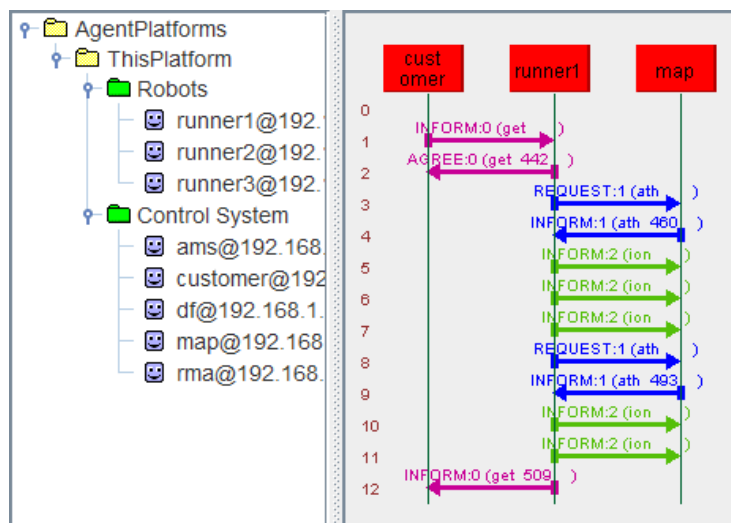 AgentPlatforms
ThisPlatform
Robots
runner1@192.
runner2@192.
runner3@192.
Control System
ams@192.168.
customer@192
df@192.168.1.
map@192.168
rma@192.168.
cust
omer
runner1
map
0
1 INFORM:0 (get )
2 AGREE:0 (get 442 )
3 REQUEST:1 (ath )
4 INFORM:1 (ath 460 )
5 INFORM:2 (ion )
6 INFORM:2 (ion )
7 INFORM:2 (ion )
8 REQUEST:1 (ath )
9 INFORM:1 (ath 493 )
10 INFORM:2 (ion )
11 INFORM:2 (ion )
12 INFORM:0 (get 509 )